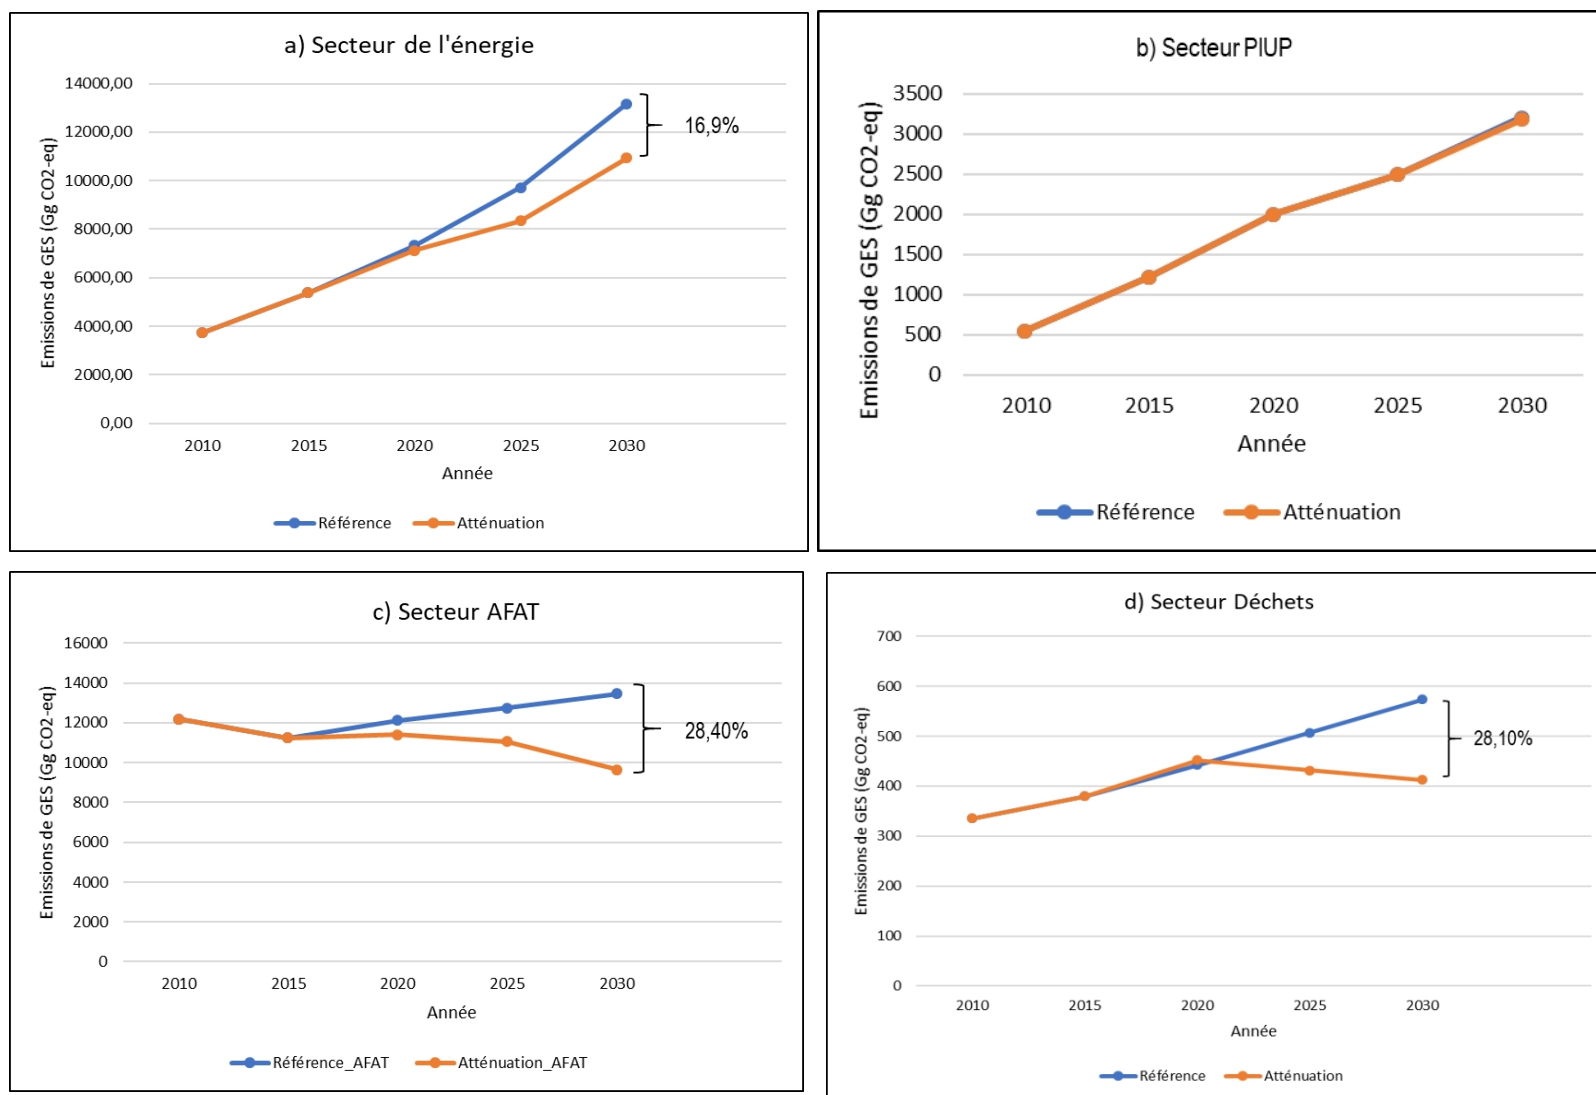 a) Secteur de l'énergie
14000,00
12000,00
10000,00
8000,00
6000,00
4000,00
2000,00
0,00
Emissions de GES (Gg CO2-eq)
16,9%
2010 2015 2020 2025 2030
Année
Référence Atténuation
b) Secteur PIUP
3500
3000
2500
2000
1500
1000
500
0
Emissions de GES (Gg CO2-eq)
2010 2015 2020 2025 2030
Année
Référence Atténuation
c) Secteur AFAT
16000
14000
12000
10000
8000
6000
4000
2000
0
Emissions de GES (Gg CO2-eq)
28,40%
2010 2015 2020 2025 2030
Année
Référence_AFAT Atténuation_AFAT
d) Secteur Déchets
700
600
500
400
300
200
100
0
Emissions de GES (Gg CO2-eq)
28,10%
2010 2015 2020 2025 2030
Année
Référence Atténuation